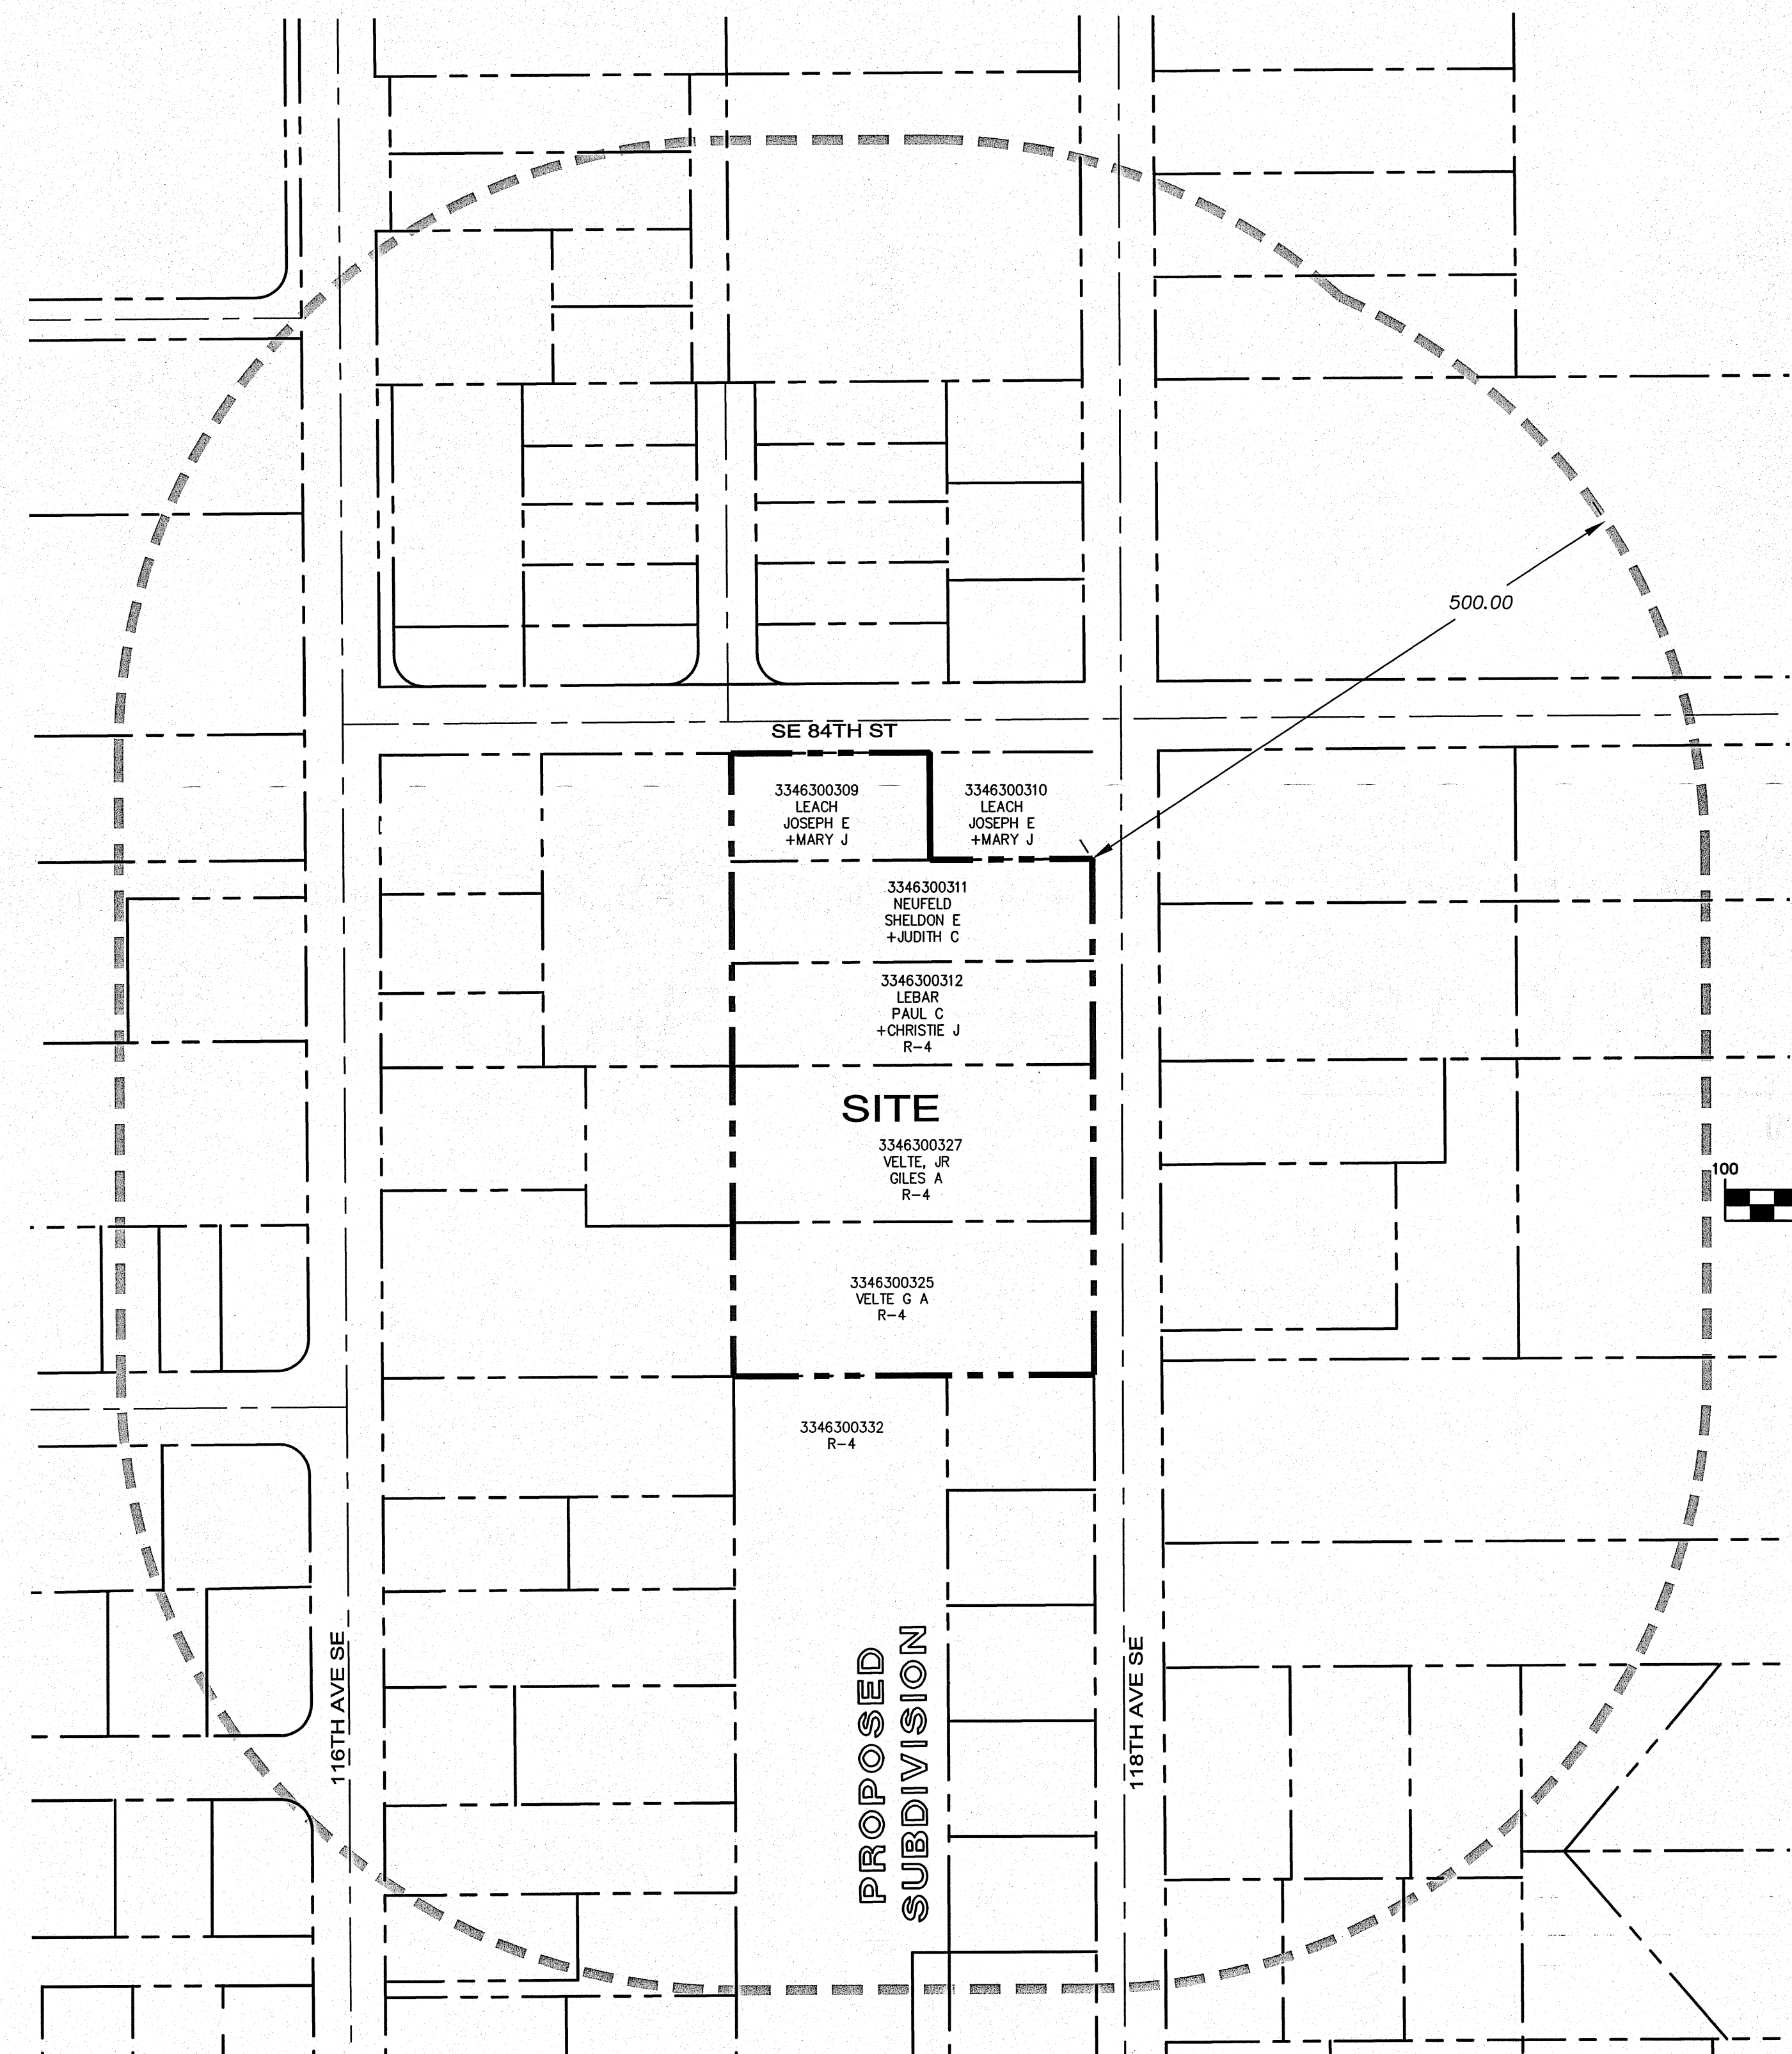 500.00
SE 84TH ST
3346300309
LEACH
JOSEPH E
+MARY J
3346300310
LEACH
JOSEPH E
+MARY J
3346300311
NEUFELD
SHELDON E
+JUDITH C
3346300312
LEBAR
PAUL C
+CHRISTIE J
R-4
SITE
3346300327
VELTE, JR
GILES A
R-4
100
3346300325
VELTE G A
R-4
3346300332
R-4
116TH AVE SE
PROPOSED
SUBDIVISION
118TH AVE SE